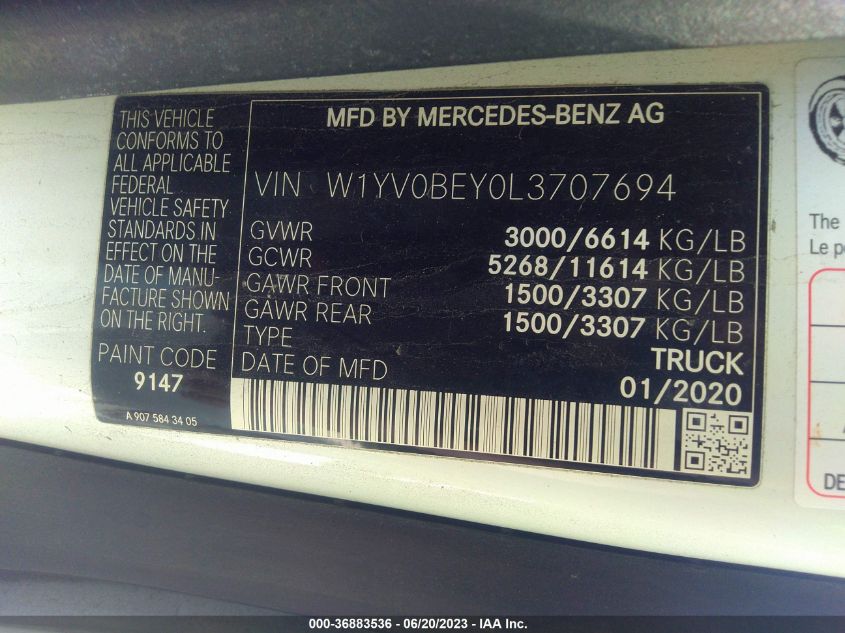 THIS VEHICLE
CONFORMS TO
ALL APPLICABLE
FEDERAL
VEHICLE SAFETY
STANDARDS IN
EFFECT ON THE
DATE OF MANU-
FACTURE SHOWN
ON THE RIGHT.
PAINT CODE
9147
A 907 584 34 05
MFD BY MERCEDES-BENZ AG
VIN W1YV0BEY0L3707694
GVWR 3000/6614 KG/LB
GCWR 5268/11614 KG/LB
GAWR FRONT 1500/3307 KG/LB
GAWR REAR 1500/3307 KG/LB
TYPE TRUCK
DATE OF MFD 01/2020
The
Le
DE
000-36883536 / 06/20/2023 - IAA Inc.